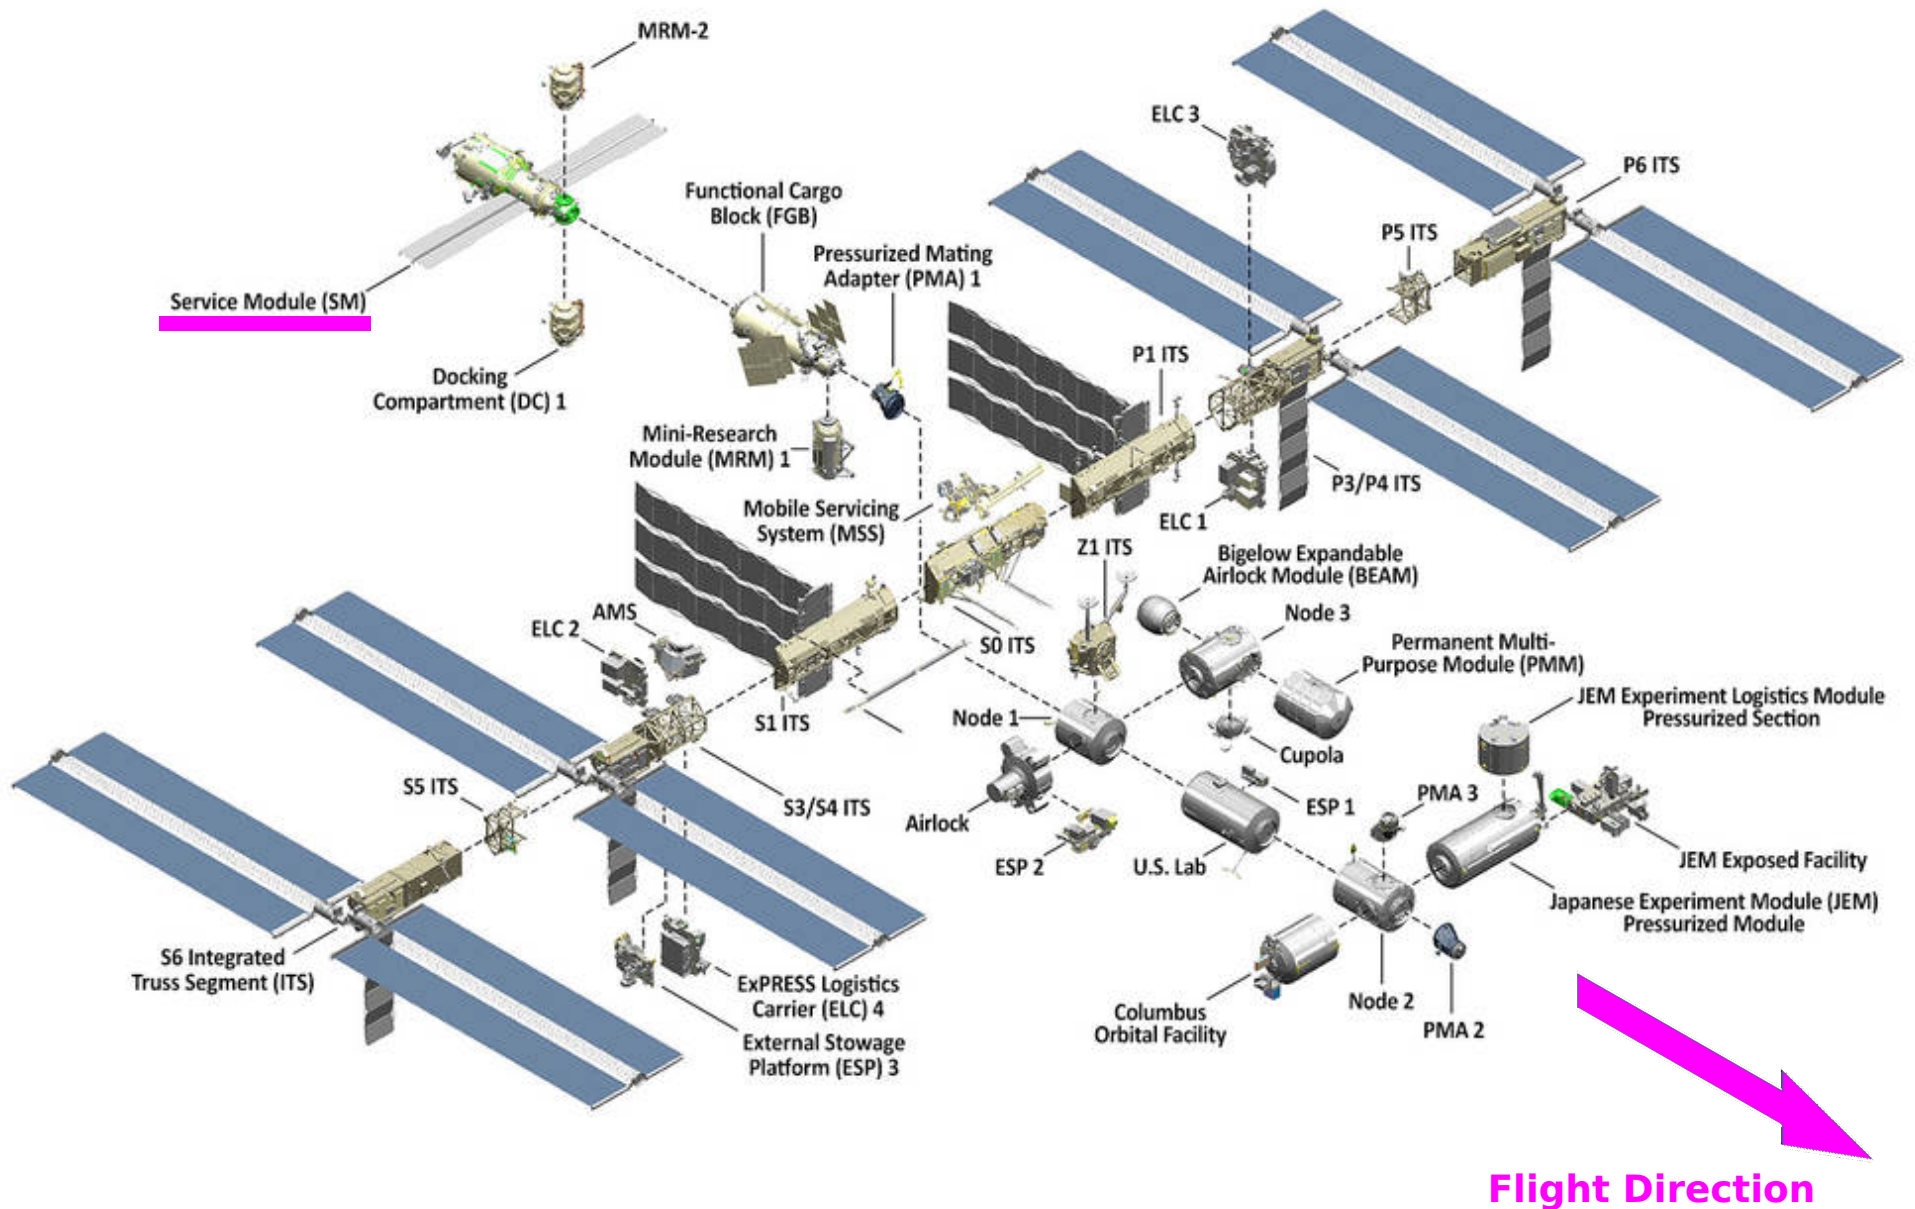 MRM-2
ELC 3
P6 ITS
Functional Cargo
Block (FGB)
P5 ITS
Pressurized Mating
Adapter (PMA) 1
Service Module (SM)
P1 ITS
Docking
Compartment (DC) 1
Mini-Research
Module (MRM) 1
P3/P4 ITS
Mobile Servicing
System (MSS)
ELC 1
Z1 ITS
Bigelow Expandable
Airlock Module (BEAM)
AMS
ELC 2
Node 3
S0 ITS
Permanent Multi-
Purpose Module (PMM)
JEM Experiment Logistics Module
Pressurized Section
S1 ITS
Node 1
Cupola
S5 ITS
S3/S4 ITS
Airlock
ESP 1
PMA 3
ESP 2
U.S. Lab
JEM Exposed Facility
Japanese Experiment Module (JEM)
Pressurized Module
S6 Integrated
Truss Segment (ITS)
ExPRESS Logistics
Carrier (ELC) 4
Columbus
Orbital Facility
Node 2
PMA 2
External Stowage
Platform (ESP) 3
Flight Direction